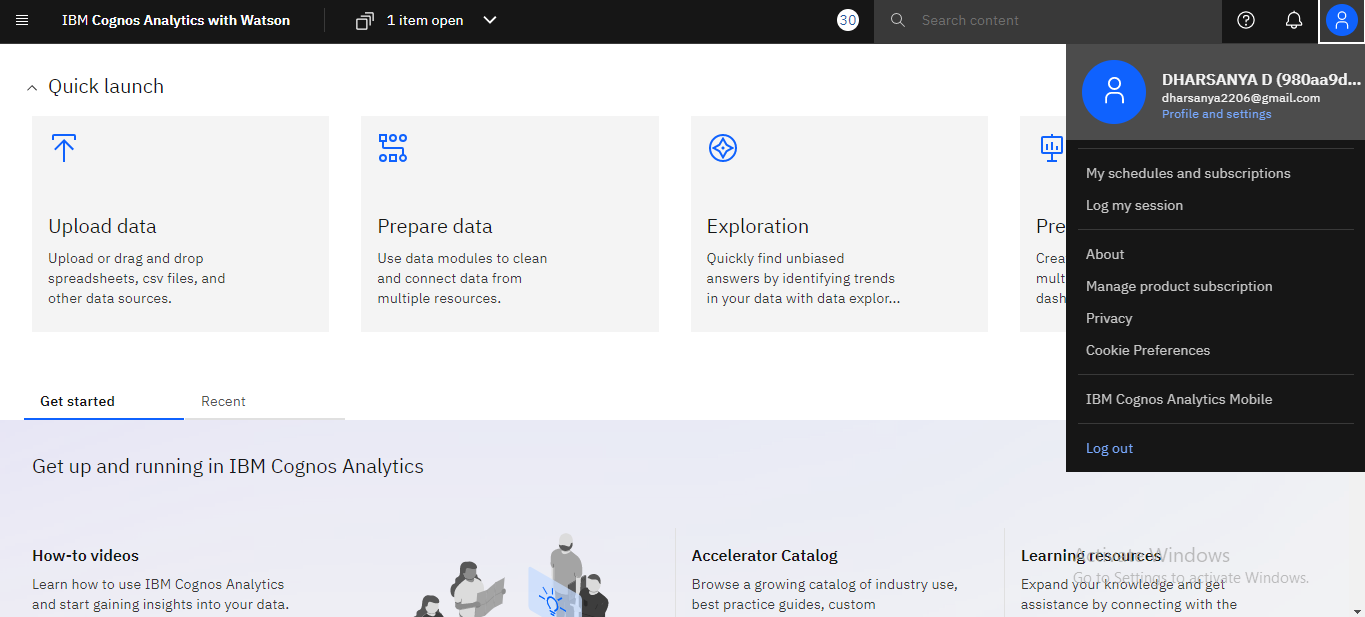 IBM Cognos Analytics with Watson
1 item open
30
Search content
DHARSANYA D (980aa9d...
dharsanya2206@gmail.com
Profile and settings
My schedules and subscriptions
Log my session
About
Manage product subscription
Privacy
Cookie Preferences
IBM Cognos Analytics Mobile
Log out
Quick launch
Upload data
Upload or drag and drop
spreadsheets, csv files, and
other data sources.
Prepare data
Use data modules to clean
and connect data from
multiple resources.
Exploration
Quickly find unbiased
answers by identifying trends
in your data with data explor...
Pre
Crea
mult
dash
Get started
Recent
Get up and running in IBM Cognos Analytics
How-to videos
Learn how to use IBM Cognos Analytics
and start gaining insights into your data.
Accelerator Catalog
Browse a growing catalog of industry use,
best practice guides, custom
Learning resources
Expand your knowledge and get
assistance by connecting with the
Activate Windows
Go to Settings to activate Windows.